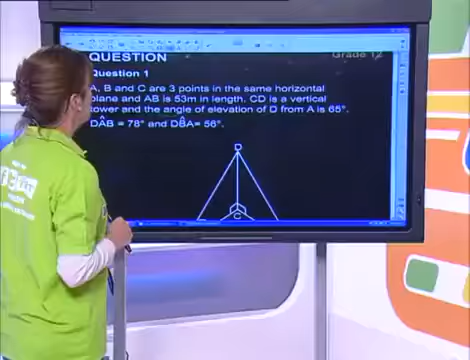 QUESTION
Grade 12
Question 1
A, B and C are 3 points in the same horizontal
plane and AB is 53m in length. CD is a vertical
tower and the angle of elevation of D from A is 65°.
DÂB = 78° and DB̂A= 56°.
D
C